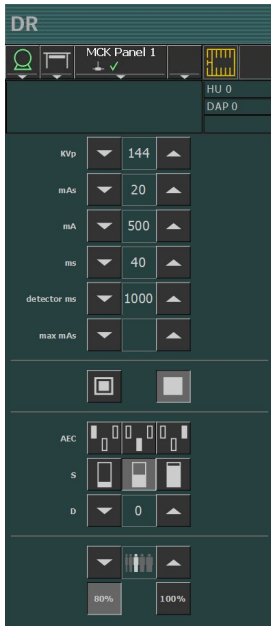 DR
MCK Panel 1
HU 0
DAP 0
KVp 144
mAs 20
mA 500
ms 40
detector ms 1000
max mAs
AEC
S
D 0
80% 100%